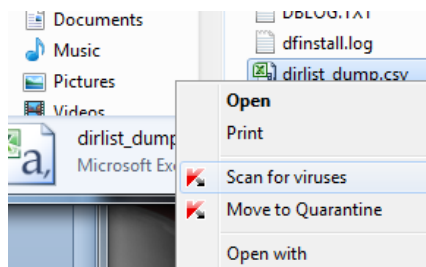 Documents
Music
Pictures
Videos
DBLOG.TXT
dfinstall.log
dirlist_dump.csv
dirlist_dump
Microsoft Exc
a,
Open
Print
Scan for viruses
Move to Quarantine
Open with